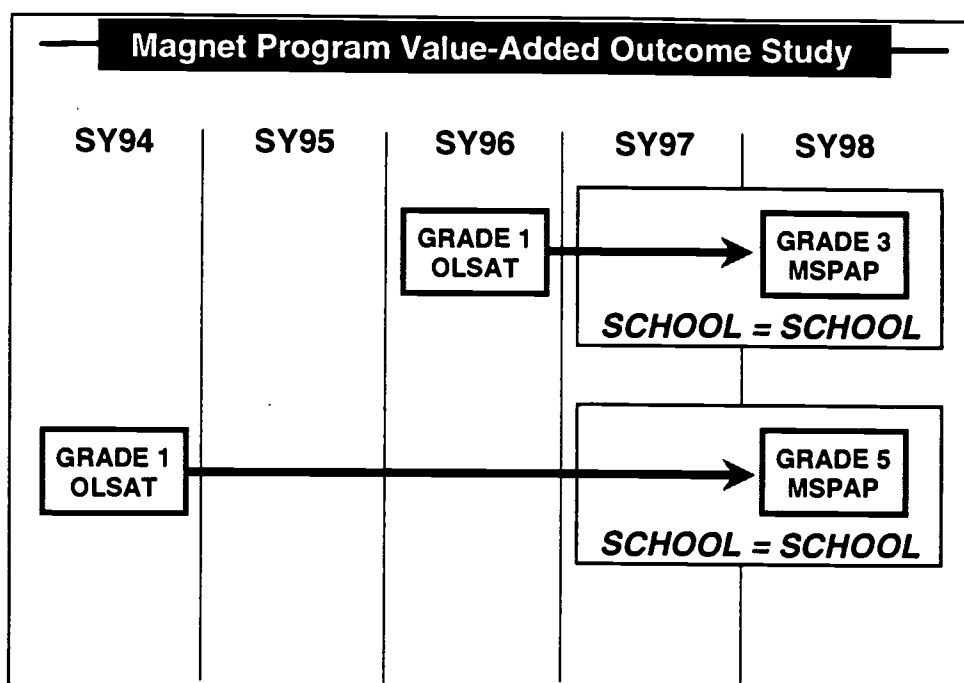 Magnet Program Value-Added Outcome Study
SY94 SY95 SY96 SY97 SY98
GRADE 1
OLSAT
GRADE 3
MSPAP
SCHOOL = SCHOOL
GRADE 1
OLSAT
GRADE 5
MSPAP
SCHOOL = SCHOOL